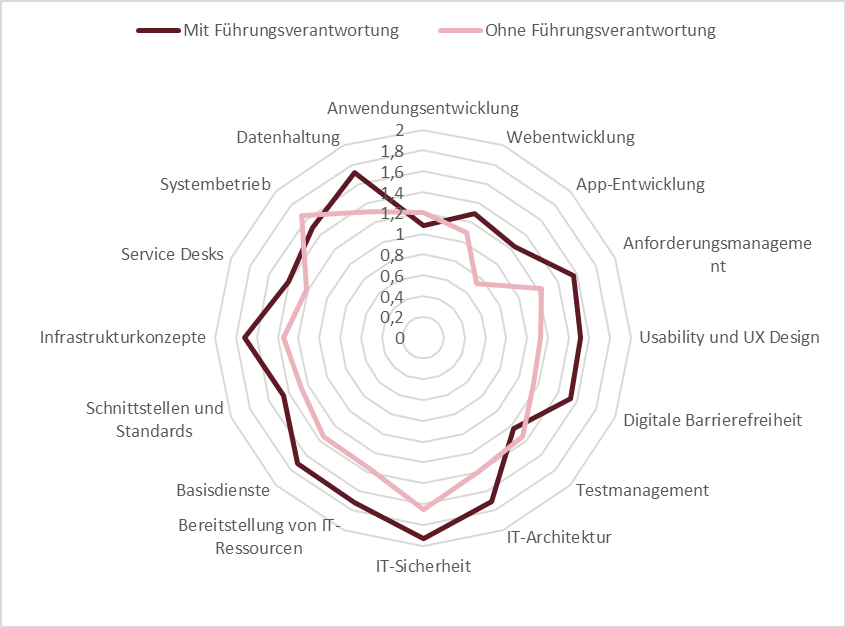 Mit Führungsverantwortung
Ohne Führungsverantwortung
Anwendungsentwicklung
Webentwicklung
App-Entwicklung
Anforderungsmanageme
nt
Usability und UX Design
Digitale Barrierefreiheit
Testmanagement
IT-Architektur
IT-Sicherheit
Bereitstellung von IT-
Ressourcen
Basisdienste
Schnittstellen und
Standards
Infrastrukturkonzepte
Service Desks
Systembetrieb
Datenhaltung
2
1,8
1,6
1,4
1,2
1
0,8
0,6
0,4
0,2
0